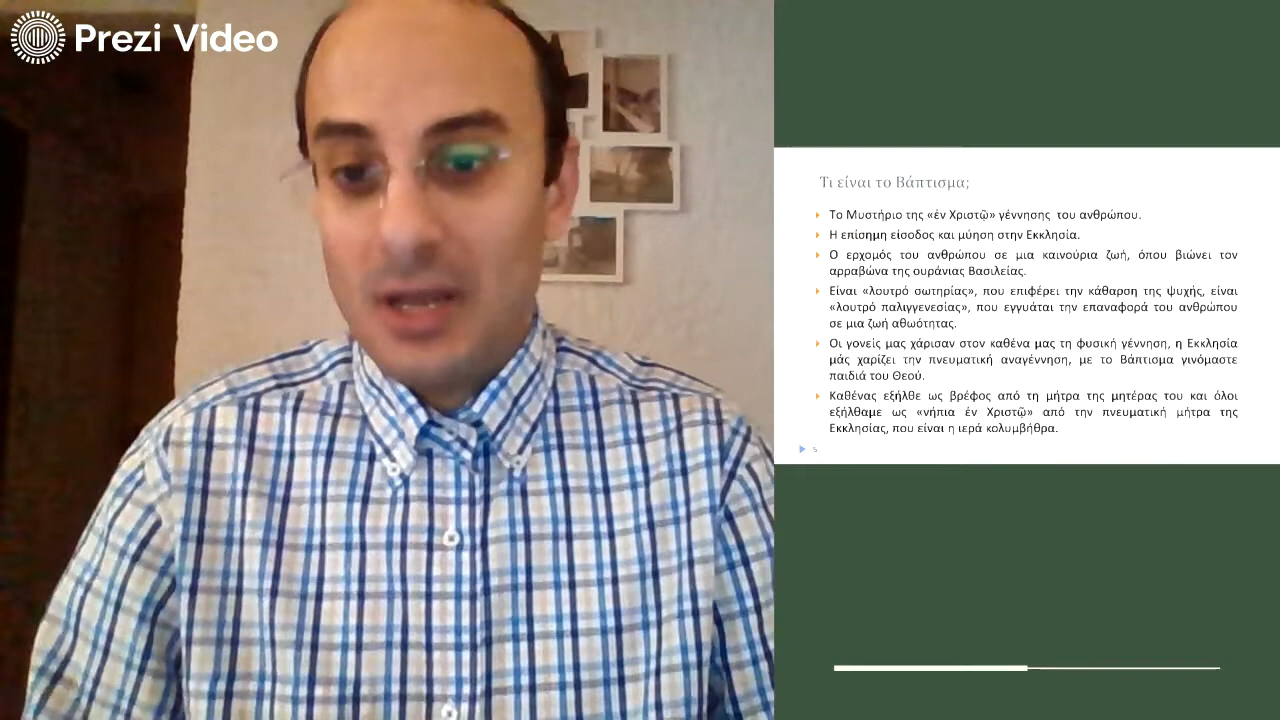 Prezi Video
Τι είναι το Βάπτισμα;
Το Μυστήριο της «ἐν Χριστῷ» γέννησης του ανθρώπου.
Η επίσημη είσοδος και μύηση στην Εκκλησία.
Ο ερχομός του ανθρώπου σε μια καινούρια ζωή, όπου βιώνει τον
αρραβώνα της ουράνιας Βασιλείας.
Είναι «λουτρό σωτηρίας», που επιφέρει την κάθαρση της ψυχής, είναι
«λουτρό παλιγγενεσίας», που εγγυάται την επαναφορά του ανθρώπου
σε μια ζωή αθωότητας.
Οι γονείς μας χάρισαν στον καθένα μας τη φυσική γέννηση, η Εκκλησία
μάς χαρίζει την πνευματική αναγέννηση, με το Βάπτισμα γινόμαστε
παιδιά του Θεού.
Καθένας εξήλθε ως βρέφος από τη μήτρα της μητέρας του και όλοι
εξήλθαμε ως «νήπια ἐν Χριστῷ» από την πνευματική μήτρα της
Εκκλησίας, που είναι η ιερά κολυμβήθρα.
5